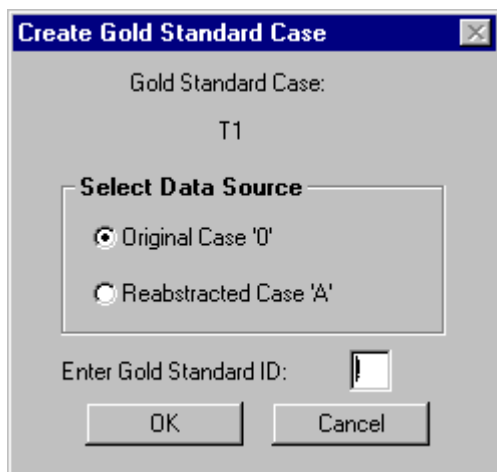 Create Gold Standard Case
Gold Standard Case:
T1
Select Data Source
Original Case '0'
Reabstracted Case 'A'
Enter Gold Standard ID:
OK
Cancel